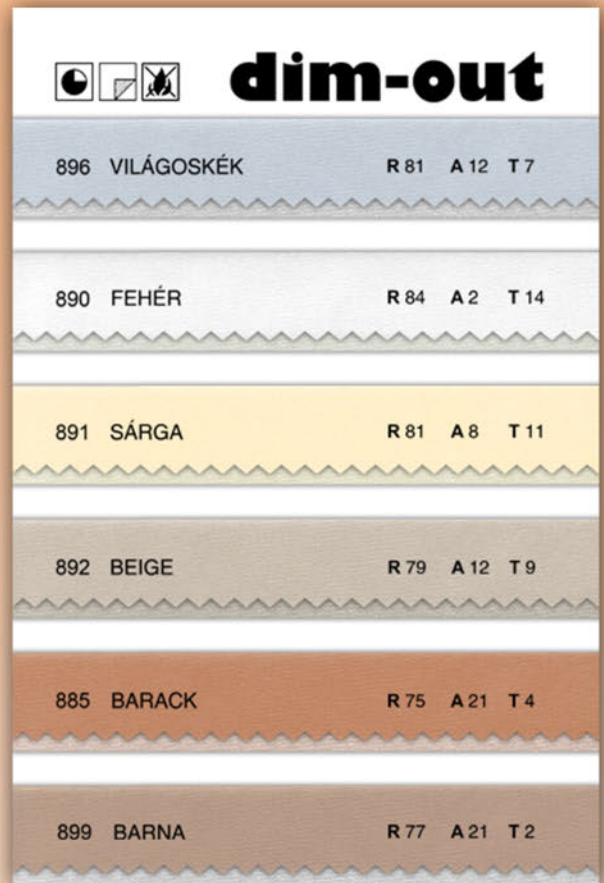 dim-out
896 VILÁGOSKÉK R 81 A 12 T 7
890 FEHÉR R 84 A 2 T 14
891 SÁRGA R 81 A 8 T 11
892 BEIGE R 79 A 12 T 9
885 BARACK R 75 A 21 T 4
899 BARNA R 77 A 21 T 2